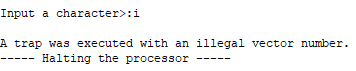 Input a character>:i
A trap was executed with an illegal vector number.
----- Halting the processor -----